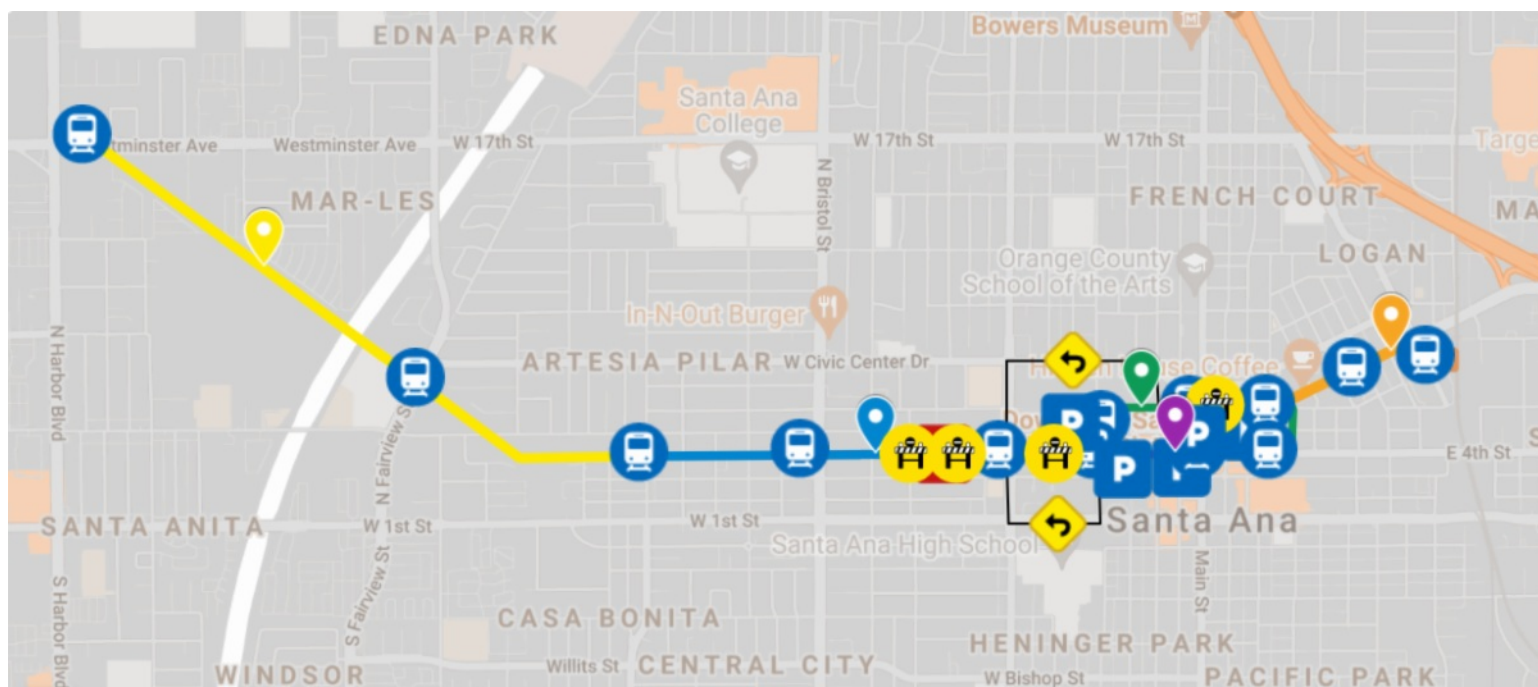 EDNA PARK
Bowers Museum
Santa Ana
College
tminster Ave
Westminster Ave
W 17th St
W 17th St
W 17th St
Targe
MAR-LES
N Bristol St
FRENCH COURT
MA
Orange County
School of the Arts
LOGAN
In-N-Out Burger
N Harbor Blvd
ARTESIA PILAR
W Civic Center Dr
use Coffee
Dow
Sa
P
P
P
P
N Fairview St
E 4th St
S
SANTA ANITA
W 1st St
W 1st St
Santa Ana
Santa Ana High School
S Harbor Blvd
S Fairview St
Main St
CASA BONITA
HENINGER PARK
WINDSOR
Willits St
CENTRAL CITY
W Bishop St
PACIFIC PARK